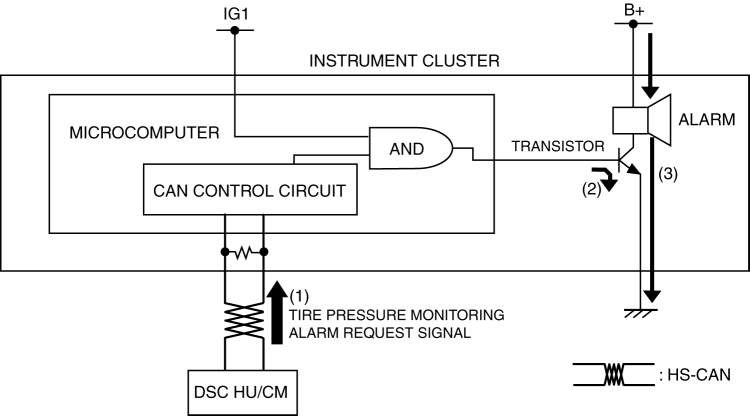 IG1
B+
INSTRUMENT CLUSTER
MICROCOMPUTER
AND
TRANSISTOR
ALARM
CAN CONTROL CIRCUIT
(2)
(3)
(1)
TIRE PRESSURE MONITORING
ALARM REQUEST SIGNAL
DSC HU/CM
: HS-CAN